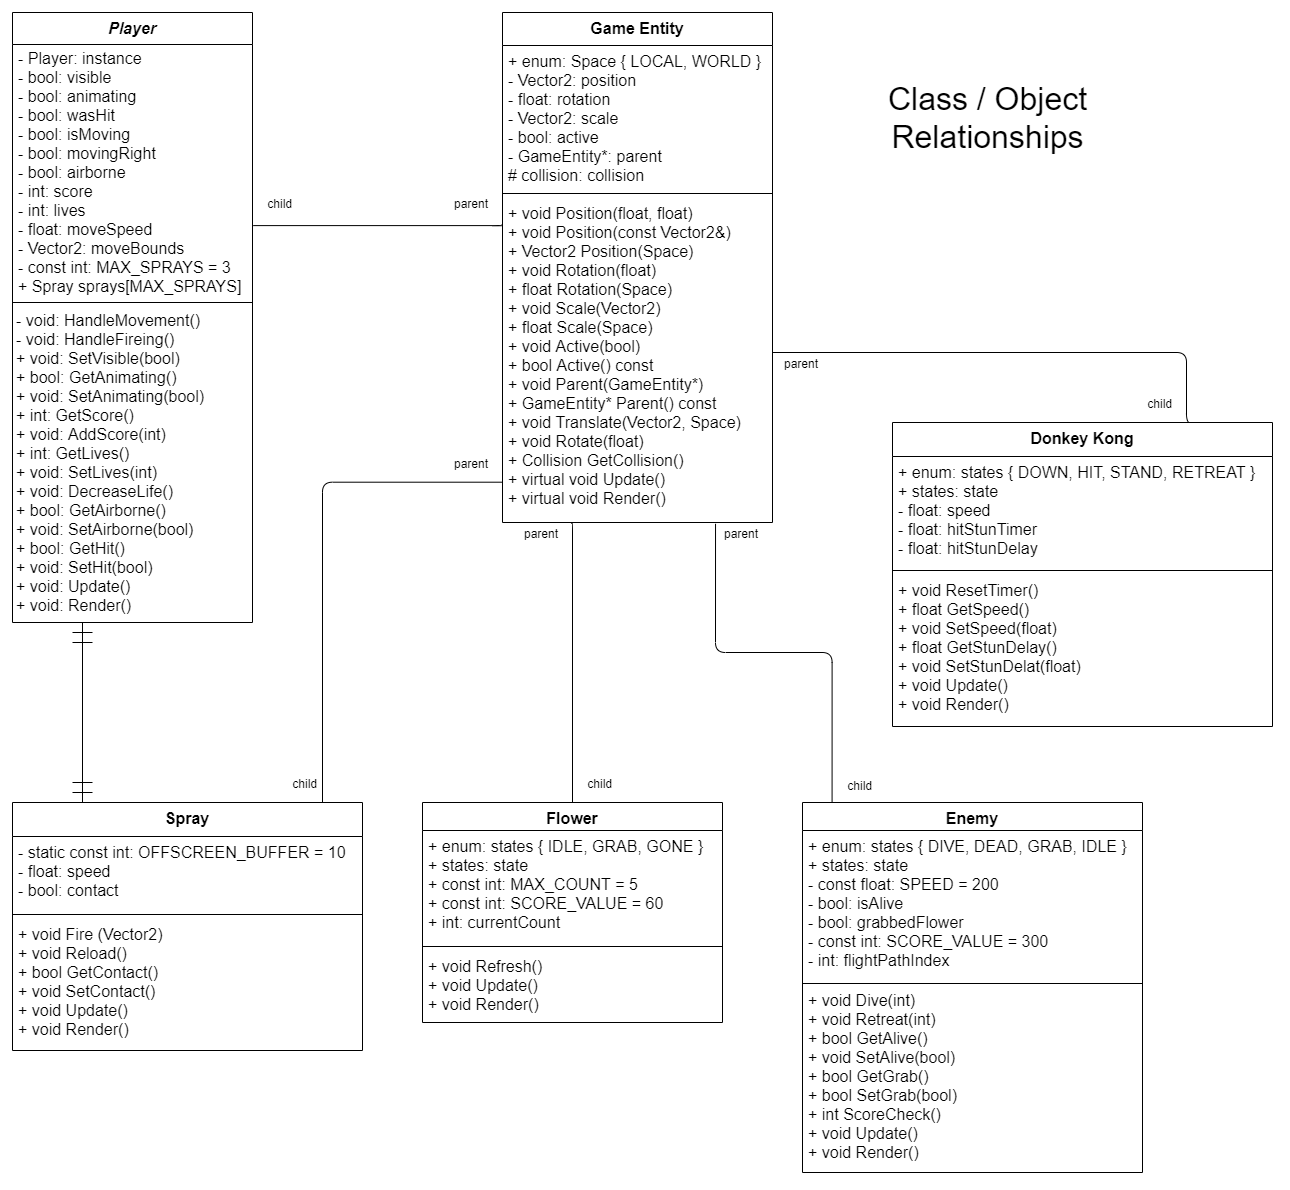 Player
- Player: instance
- bool: visible
- bool: animating
- bool: wasHit
- bool: isMoving
- bool: movingRight
- bool: airborne
- int: score
- int: lives
- float: moveSpeed
- Vector2: moveBounds
- const int: MAX_SPRAYS = 3
+ Spray sprays[MAX_SPRAYS]
- void: HandleMovement()
- void: HandleFireing()
+ void: SetVisible(bool)
+ bool: GetAnimating()
+ void: SetAnimating(bool)
+ int: GetScore()
+ void: AddScore(int)
+ int: GetLives()
+ void: SetLives(int)
+ void: DecreaseLife()
+ bool: GetAirborne()
+ void: SetAirborne(bool)
+ bool: GetHit()
+ void: SetHit(bool)
+ void: Update()
+ void: Render()
child
parent
Game Entity
+ enum: Space { LOCAL, WORLD }
- Vector2: position
- float: rotation
- Vector2: scale
- bool: active
- GameEntity*: parent
# collision: collision
+ void Position(float, float)
+ void Position(const Vector2&)
+ Vector2 Position(Space)
+ void Rotation(float)
+ float Rotation(Space)
+ void Scale(Vector2)
+ float Scale(Space)
+ void Active(bool)
+ bool Active() const
+ void Parent(GameEntity*)
+ GameEntity* Parent() const
+ void Translate(Vector2, Space)
+ void Rotate(float)
+ Collision GetCollision()
+ virtual void Update()
+ virtual void Render()
Class / Object
Relationships
parent
child
Donkey Kong
+ enum: states { DOWN, HIT, STAND, RETREAT }
+ states: state
- float: speed
- float: hitStunTimer
- float: hitStunDelay
+ void ResetTimer()
+ float GetSpeed()
+ void SetSpeed(float)
+ float GetStunDelay()
+ void SetStunDelat(float)
+ void Update()
+ void Render()
parent
parent
parent
child
child
child
Spray
- static const int: OFFSCREEN_BUFFER = 10
- float: speed
- bool: contact
+ void Fire (Vector2)
+ void Reload()
+ bool GetContact()
+ void SetContact()
+ void Update()
+ void Render()
Flower
+ enum: states { IDLE, GRAB, GONE }
+ states: state
+ const int: MAX_COUNT = 5
+ const int: SCORE_VALUE = 60
+ int: currentCount
+ void Refresh()
+ void Update()
+ void Render()
Enemy
+ enum: states { DIVE, DEAD, GRAB, IDLE }
+ states: state
- const float: SPEED = 200
- bool: isAlive
- bool: grabbedFlower
- const int: SCORE_VALUE = 300
- int: flightPathIndex
+ void Dive(int)
+ void Retreat(int)
+ bool GetAlive()
+ void SetAlive(bool)
+ bool GetGrab()
+ bool SetGrab(bool)
+ int ScoreCheck()
+ void Update()
+ void Render()